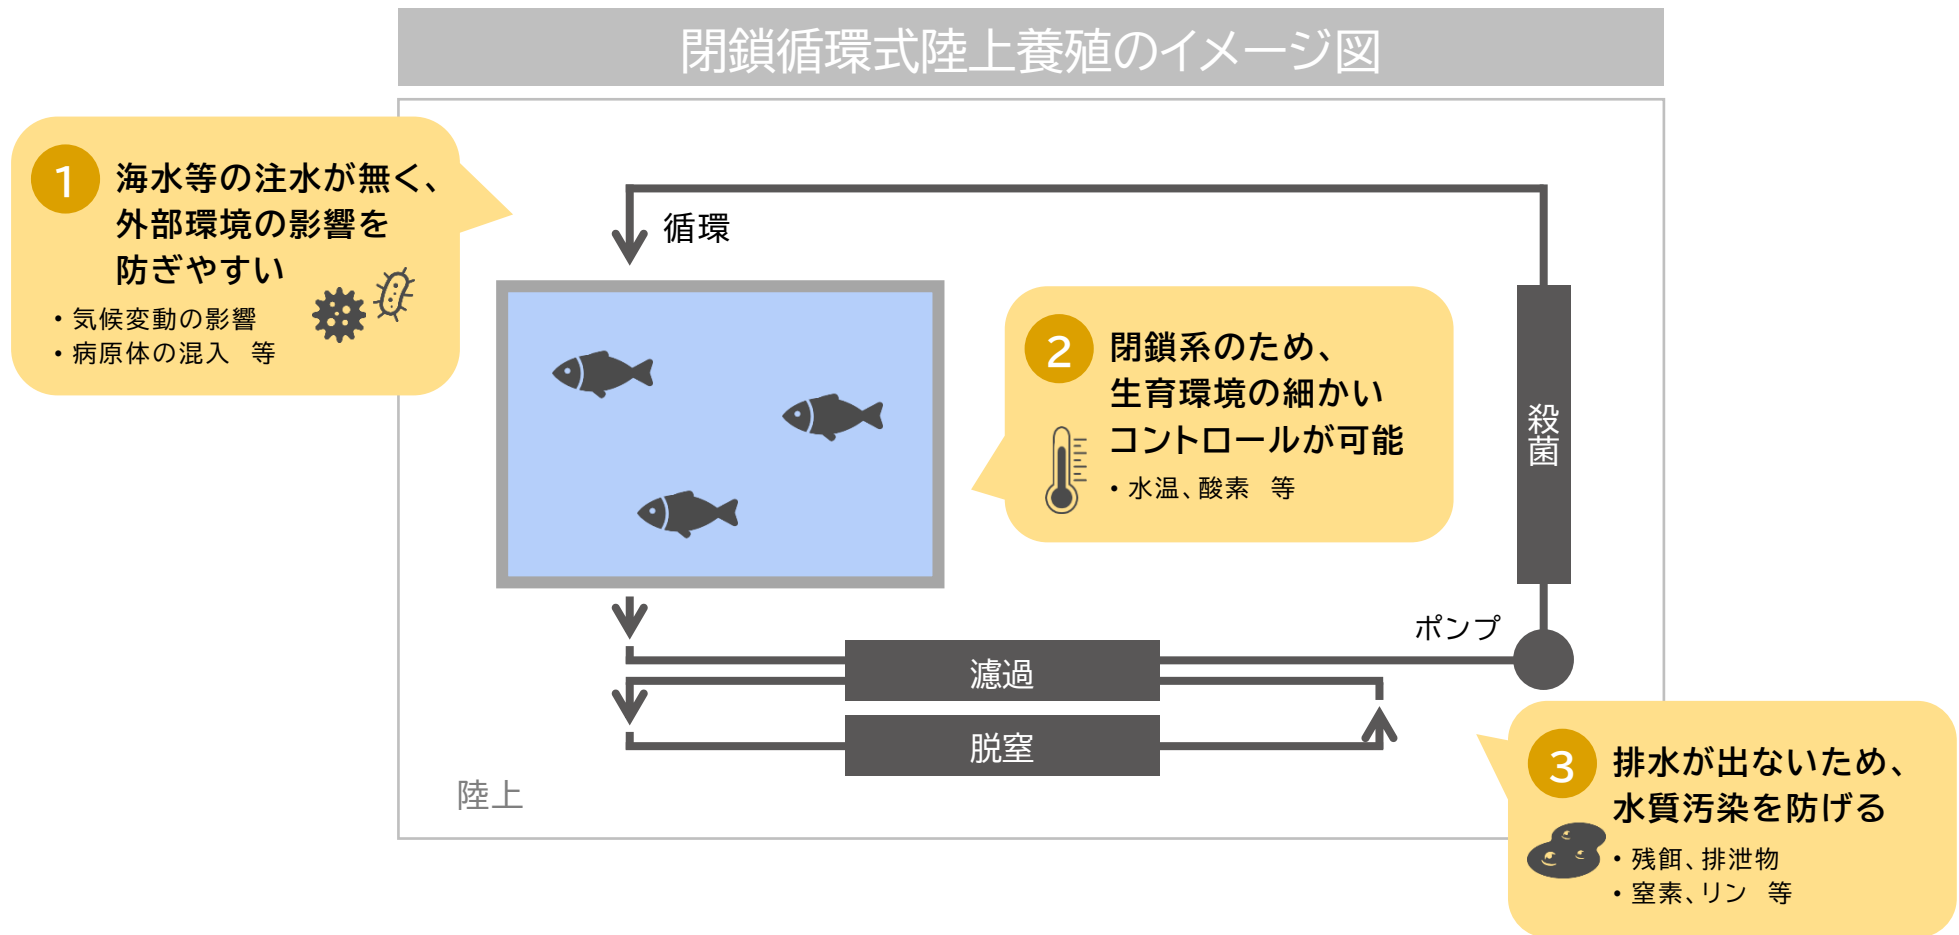 閉鎖循環式陸上養殖のイメージ図
1
海水等の注水が無く、
外部環境の影響を
防ぎやすい
・気候変動の影響
・病原体の混入　等
循環
2
閉鎖系のため、
生育環境の細かい
コントロールが可能
・水温、酸素　等
殺菌
ポンプ
濾過
脱窒
陸上
3
排水が出ないため、
水質汚染を防げる
・残餌、排泄物
・窒素、リン　等